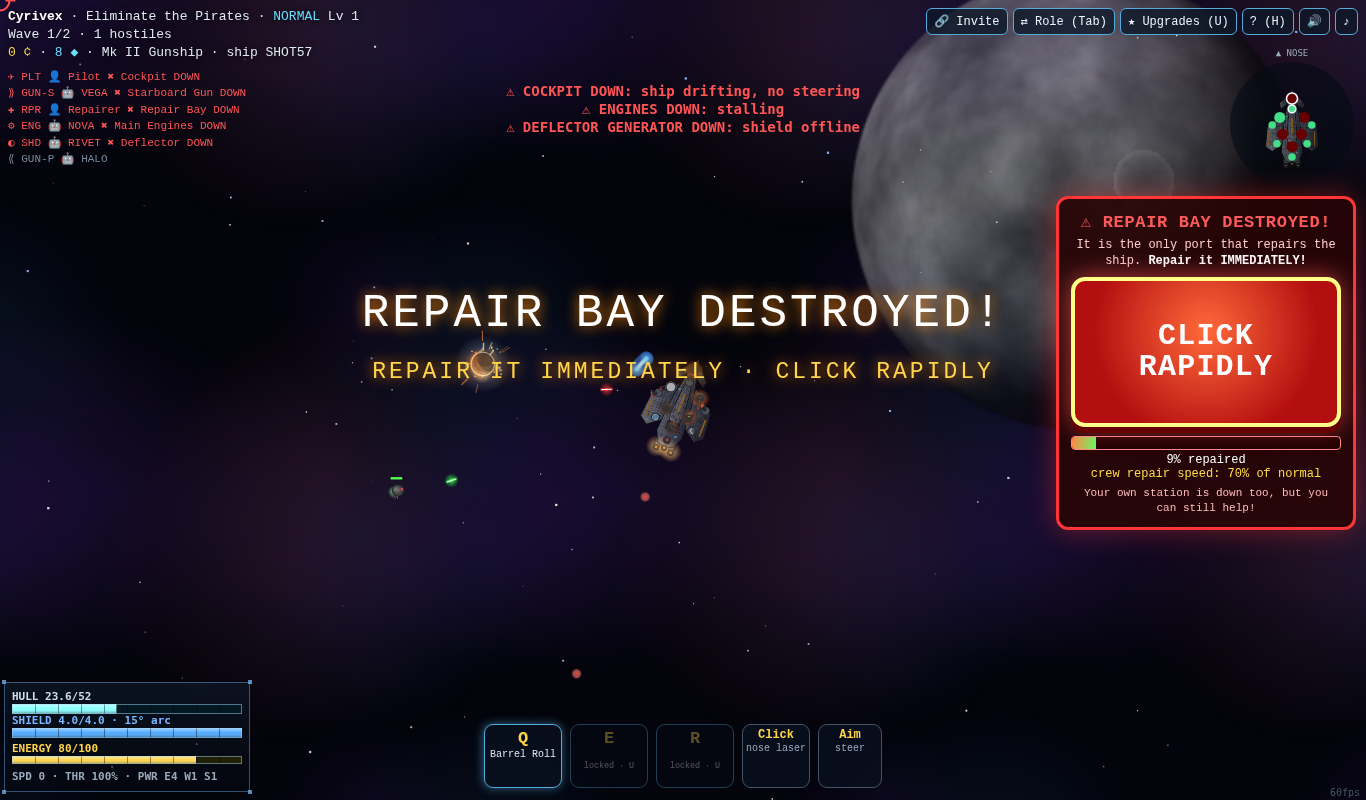 Cyrivex · Eliminate the Pirates · NORMAL Lv 1
Wave 1/2 · 1 hostiles
0 ¢ · 8 ◆ · Mk II Gunship · ship SHOT57
✈ PLT 👤 Pilot ✖ Cockpit DOWN
⟫ GUN-S 🤖 VEGA ✖ Starboard Gun DOWN
✚ RPR 👤 Repairer ✖ Repair Bay DOWN
⚙ ENG 🤖 NOVA ✖ Main Engines DOWN
◐ SHD 🤖 RIVET ✖ Deflector DOWN
⟪ GUN-P 🤖 HALO
⚠ COCKPIT DOWN: ship drifting, no steering
⚠ ENGINES DOWN: stalling
⚠ DEFLECTOR GENERATOR DOWN: shield offline
🔗 Invite
⇄ Role (Tab)
★ Upgrades (U)
? (H)
🔊
♪
▲ NOSE
REPAIR BAY DESTROYED!
REPAIR IT IMMEDIATELY · CLICK RAPIDLY
⚠ REPAIR BAY DESTROYED!
It is the only port that repairs the
ship. Repair it IMMEDIATELY!
CLICK
RAPIDLY
9% repaired
crew repair speed: 70% of normal
Your own station is down too, but you
can still help!
HULL 23.6/52
SHIELD 4.0/4.0 · 15° arc
ENERGY 80/100
SPD 0 · THR 100% · PWR E4 W1 S1
Q
Barrel Roll
E
locked · U
R
locked · U
Click
nose laser
Aim
steer
60fps